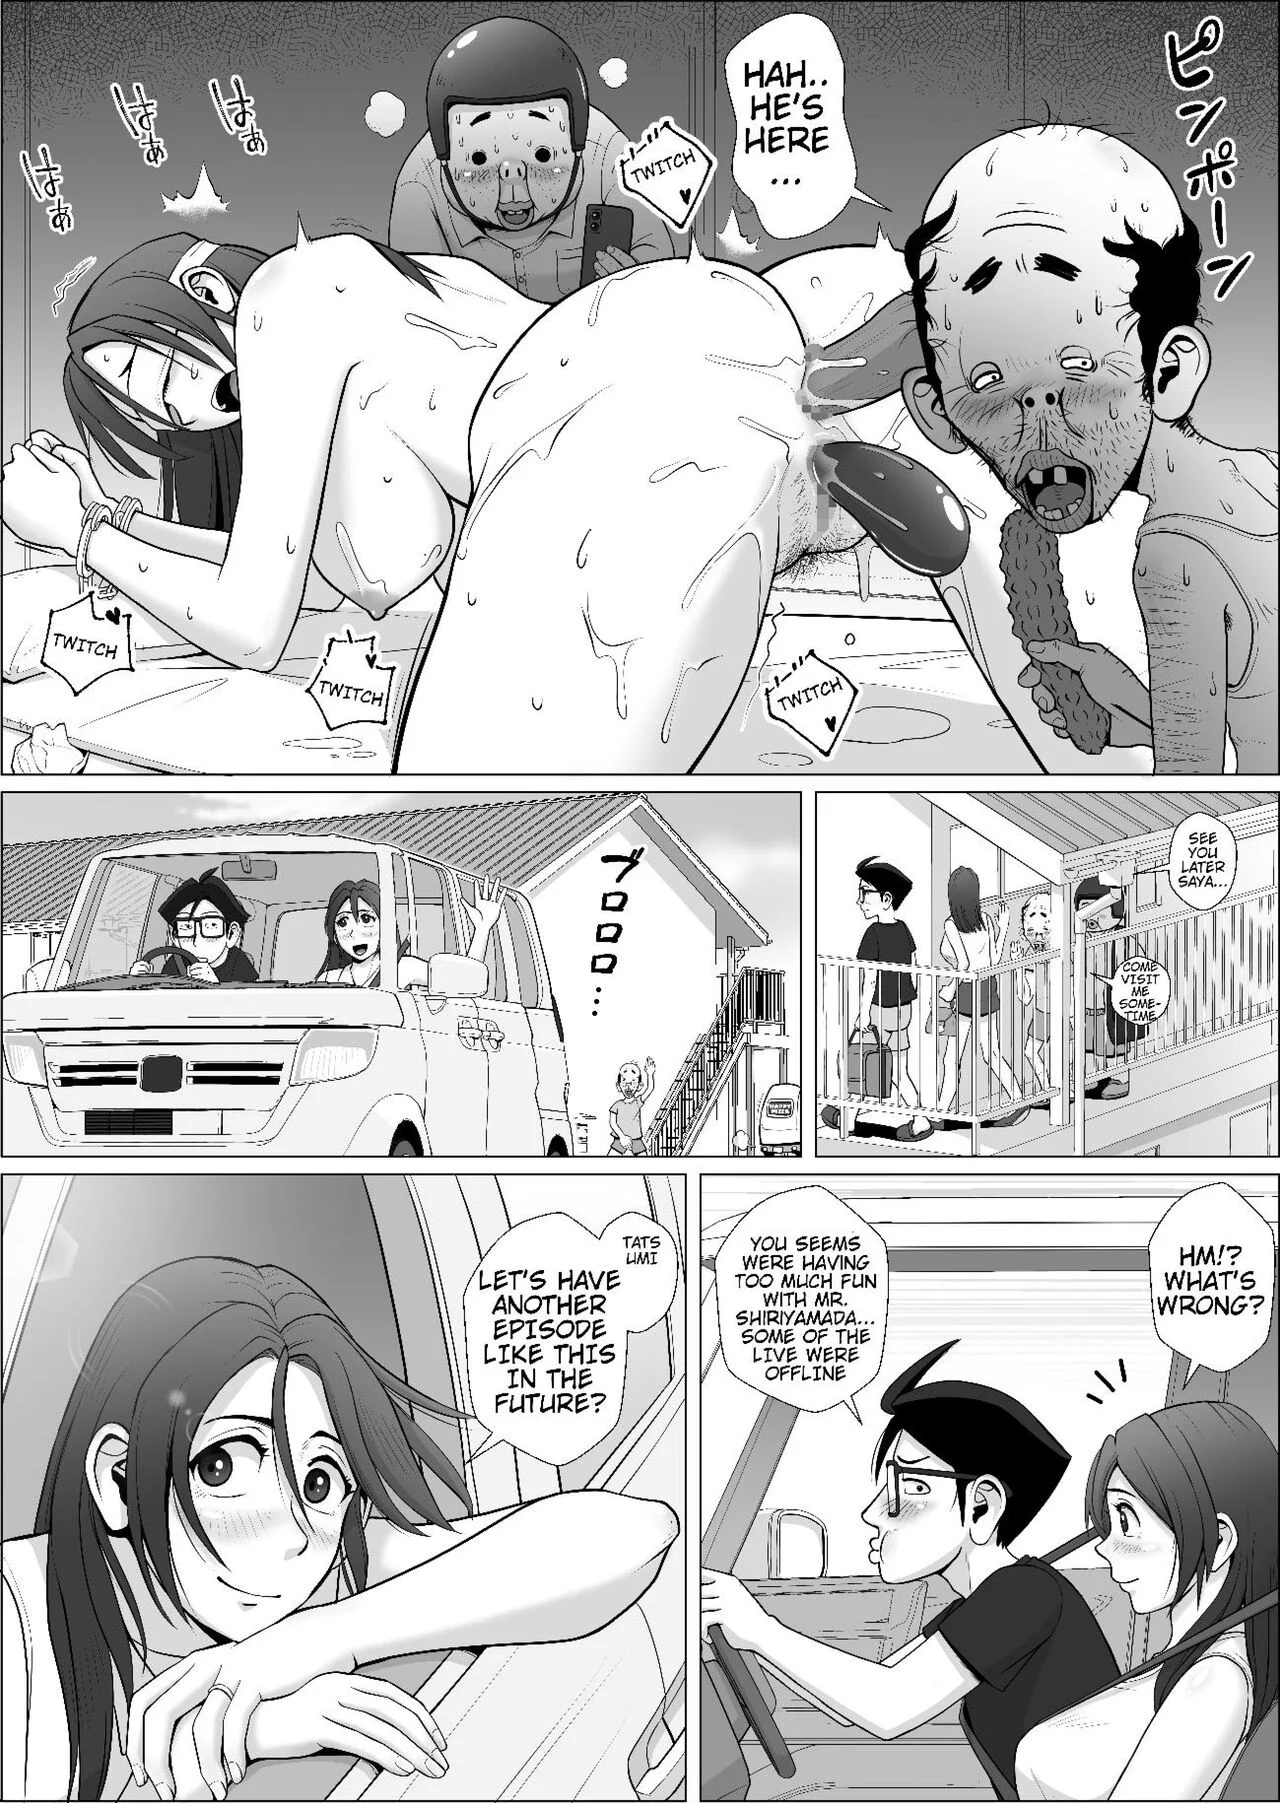 ピンポーン
HAH..
HE'S
HERE
...
TWITCH
はぁ
はぁ
はぁ
TWITCH
TWITCH
TWITCH
SEE
YOU
LATER
SAYA...
COME
VISIT
ME
SOME-
TIME
ブロロロ...
HM!?
WHAT'S
WRONG?
YOU SEEMS
WERE HAVING
TOO MUCH FUN
WITH MR.
SHIRIYAMADA...
SOME OF THE
LIVE WERE
OFFLINE
TATS
UMI
LET'S HAVE
ANOTHER
EPISODE
LIKE THIS
IN THE
FUTURE?